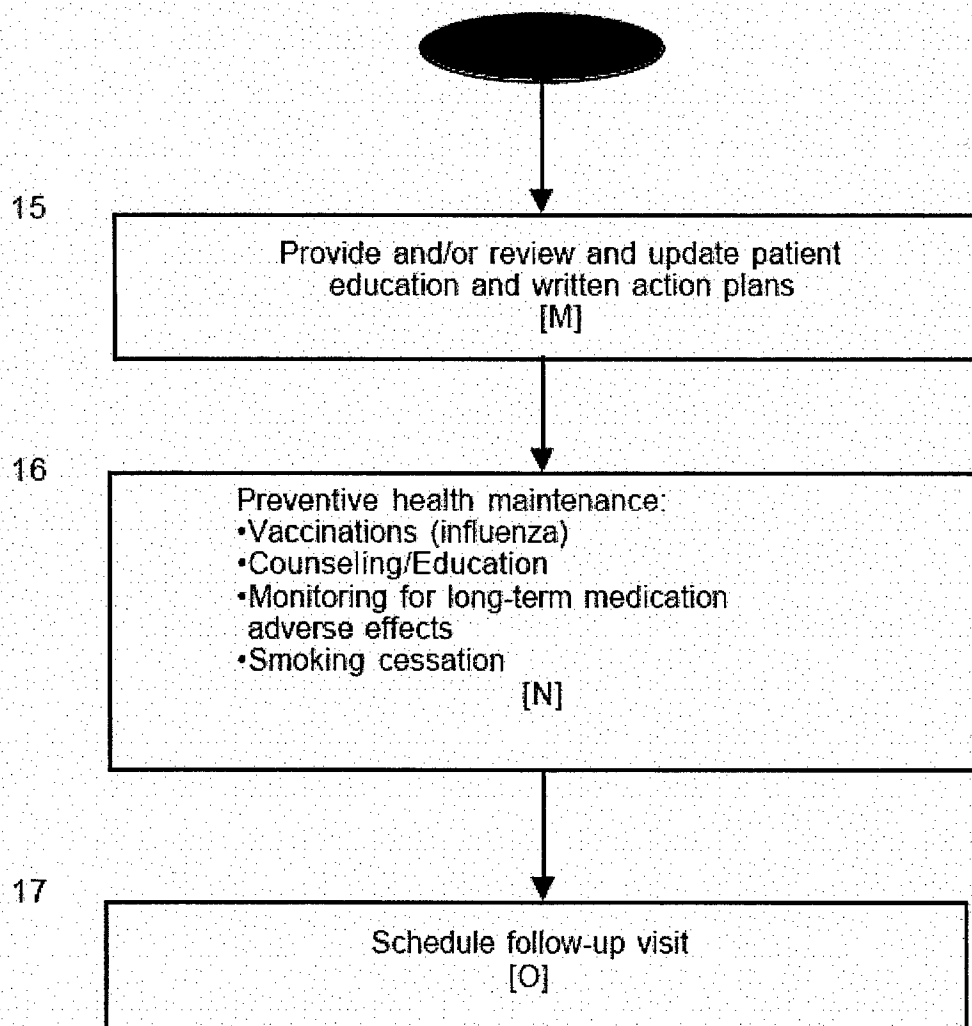 15
Provide and/or review and update patient
education and written action plans
[M]
16
Preventive health maintenance:
•Vaccinations (influenza)
•Counseling/Education
•Monitoring for long-term medication
adverse effects
•Smoking cessation
[N]
17
Schedule follow-up visit
[O]